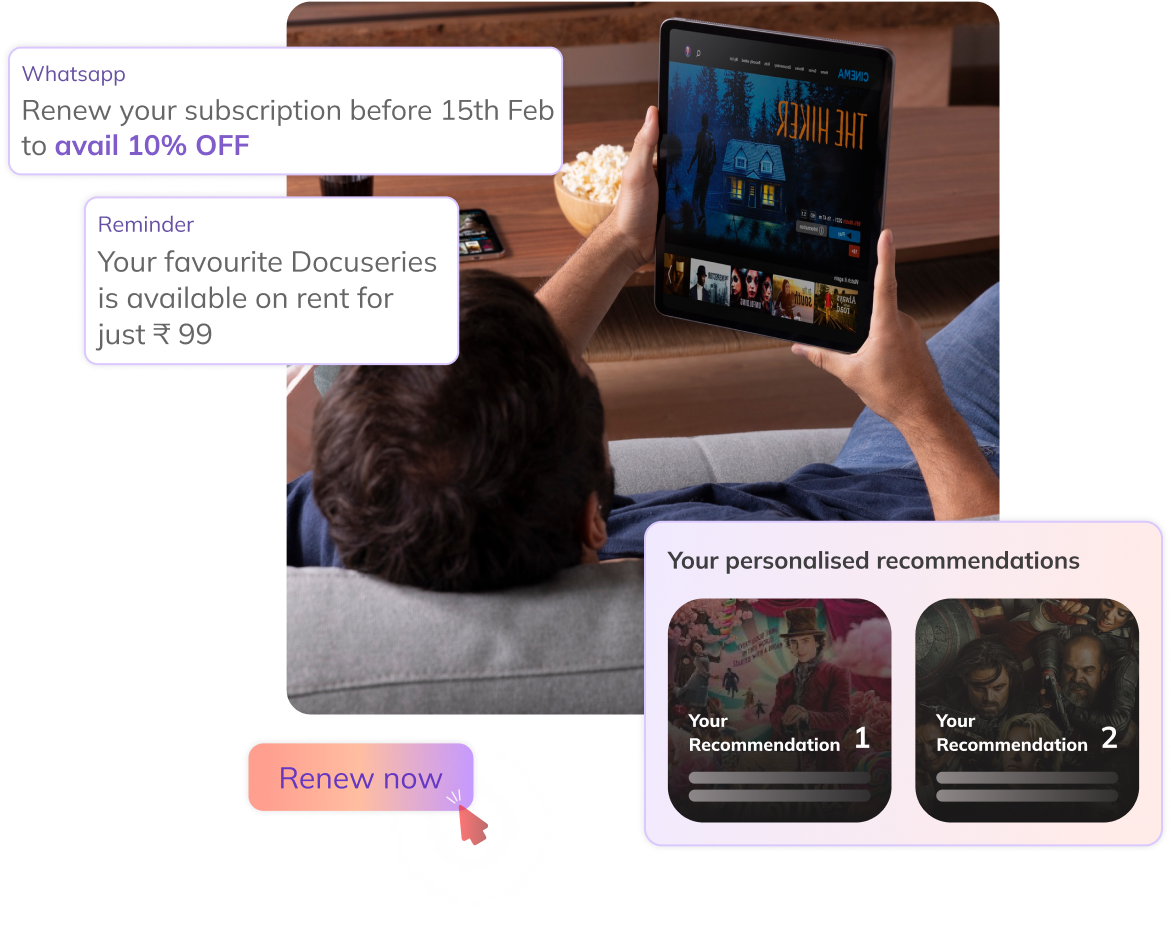 Whatsapp
Renew your subscription before 15th Feb
to avail 10% OFF
Reminder
Your favourite Docuseries
is available on rent for
just ₹ 99
CINEMA
THE HIKER
Your personalised recommendations
Your
Recommendation 1
Your
Recommendation 2
Renew now